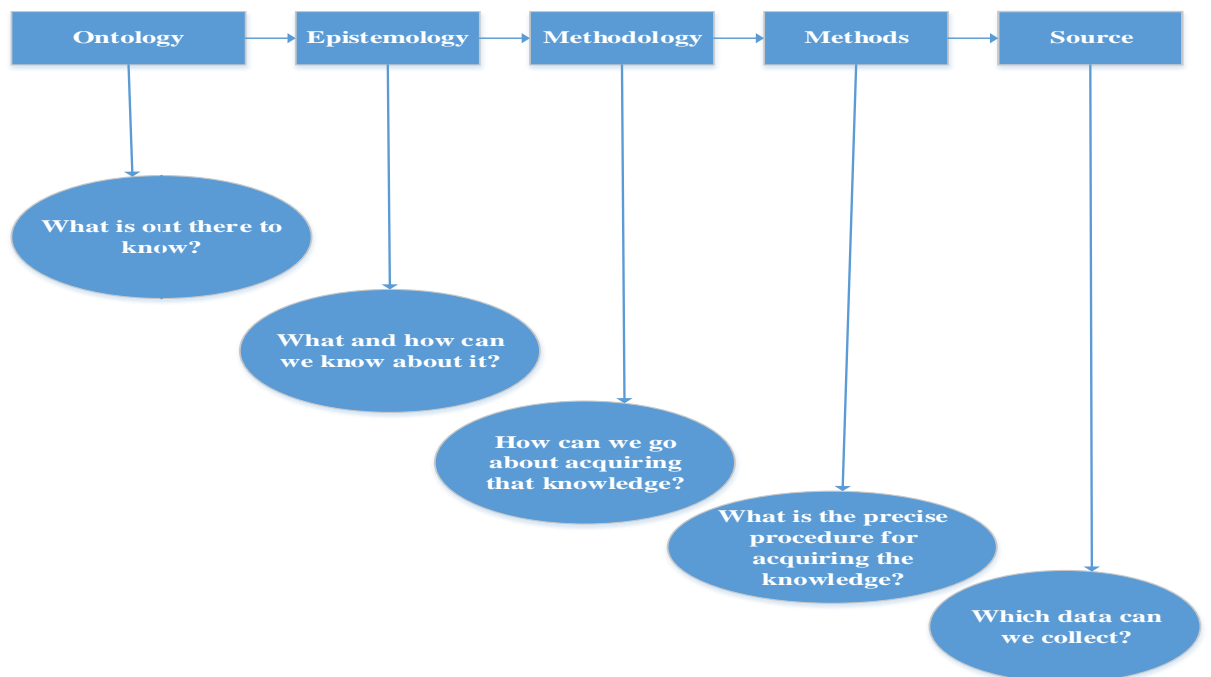 Ontology
Epistemology
Methodology
Methods
Source
What is out there to
know?
What and how can
we know about it?
How can we go
about acquiring
that knowledge?
What is the precise
procedure for
acquiring the
knowledge?
Which data can
we collect?